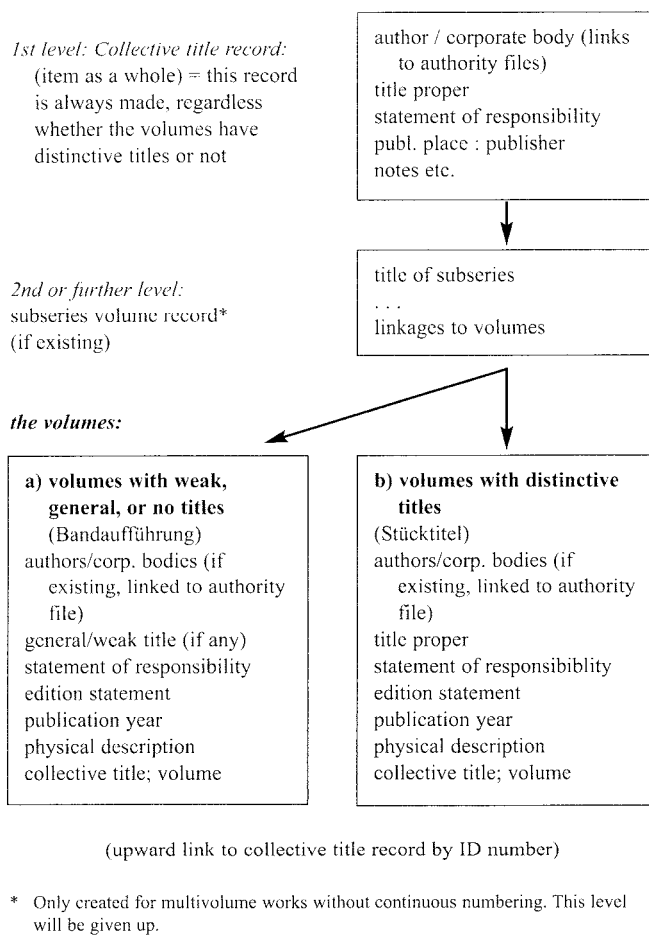 1st level: Collective title record:
(item as a whole) = this record
is always made, regardless
whether the volumes have
distinctive titles or not
author / corporate body (links
to authority files)
title proper
statement of responsibility
publ. place : publisher
notes etc.
2nd or further level:
subseries volume record*
(if existing)
title of subseries
. . .
linkages to volumes
the volumes:
a) volumes with weak,
general, or no titles
(Bandaufführung)
authors/corp. bodies (if
existing, linked to authority
file)
general/weak title (if any)
statement of responsibility
edition statement
publication year
physical description
collective title; volume
b) volumes with distinctive
titles
(Stücktitel)
authors/corp. bodies (if
existing, linked to authority
file)
title proper
statement of responsibiblity
edition statement
publication year
physical description
collective title; volume
(upward link to collective title record by ID number)
* Only created for multivolume works without continuous numbering. This level
will be given up.